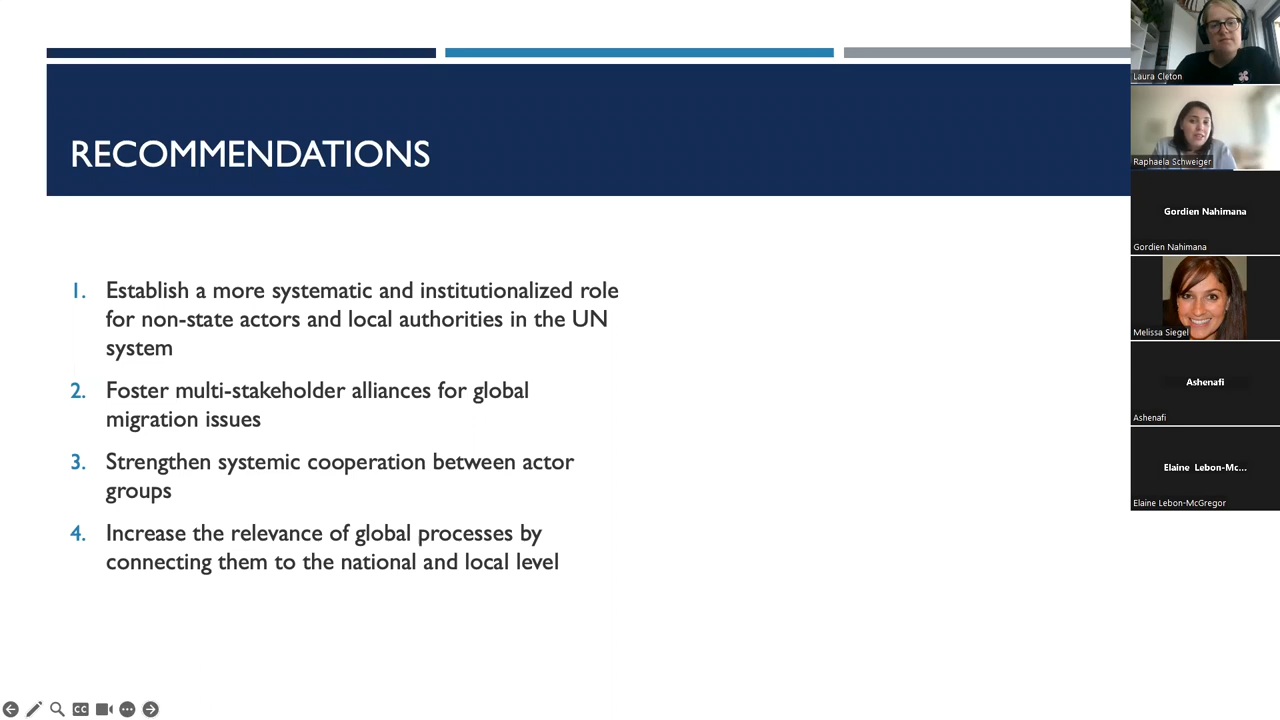 RECOMMENDATIONS
1. Establish a more systematic and institutionalized role
for non-state actors and local authorities in the UN
system
2. Foster multi-stakeholder alliances for global
migration issues
3. Strengthen systemic cooperation between actor
groups
4. Increase the relevance of global processes by
connecting them to the national and local level
Laura Cleton
Raphaela Schweiger
Gordien Nahimana
Gordien Nahimana
Melissa Siegel
Ashenafi
Ashenafi
Elaine Lebon-Mc...
Elaine Lebon-McGregor
CC